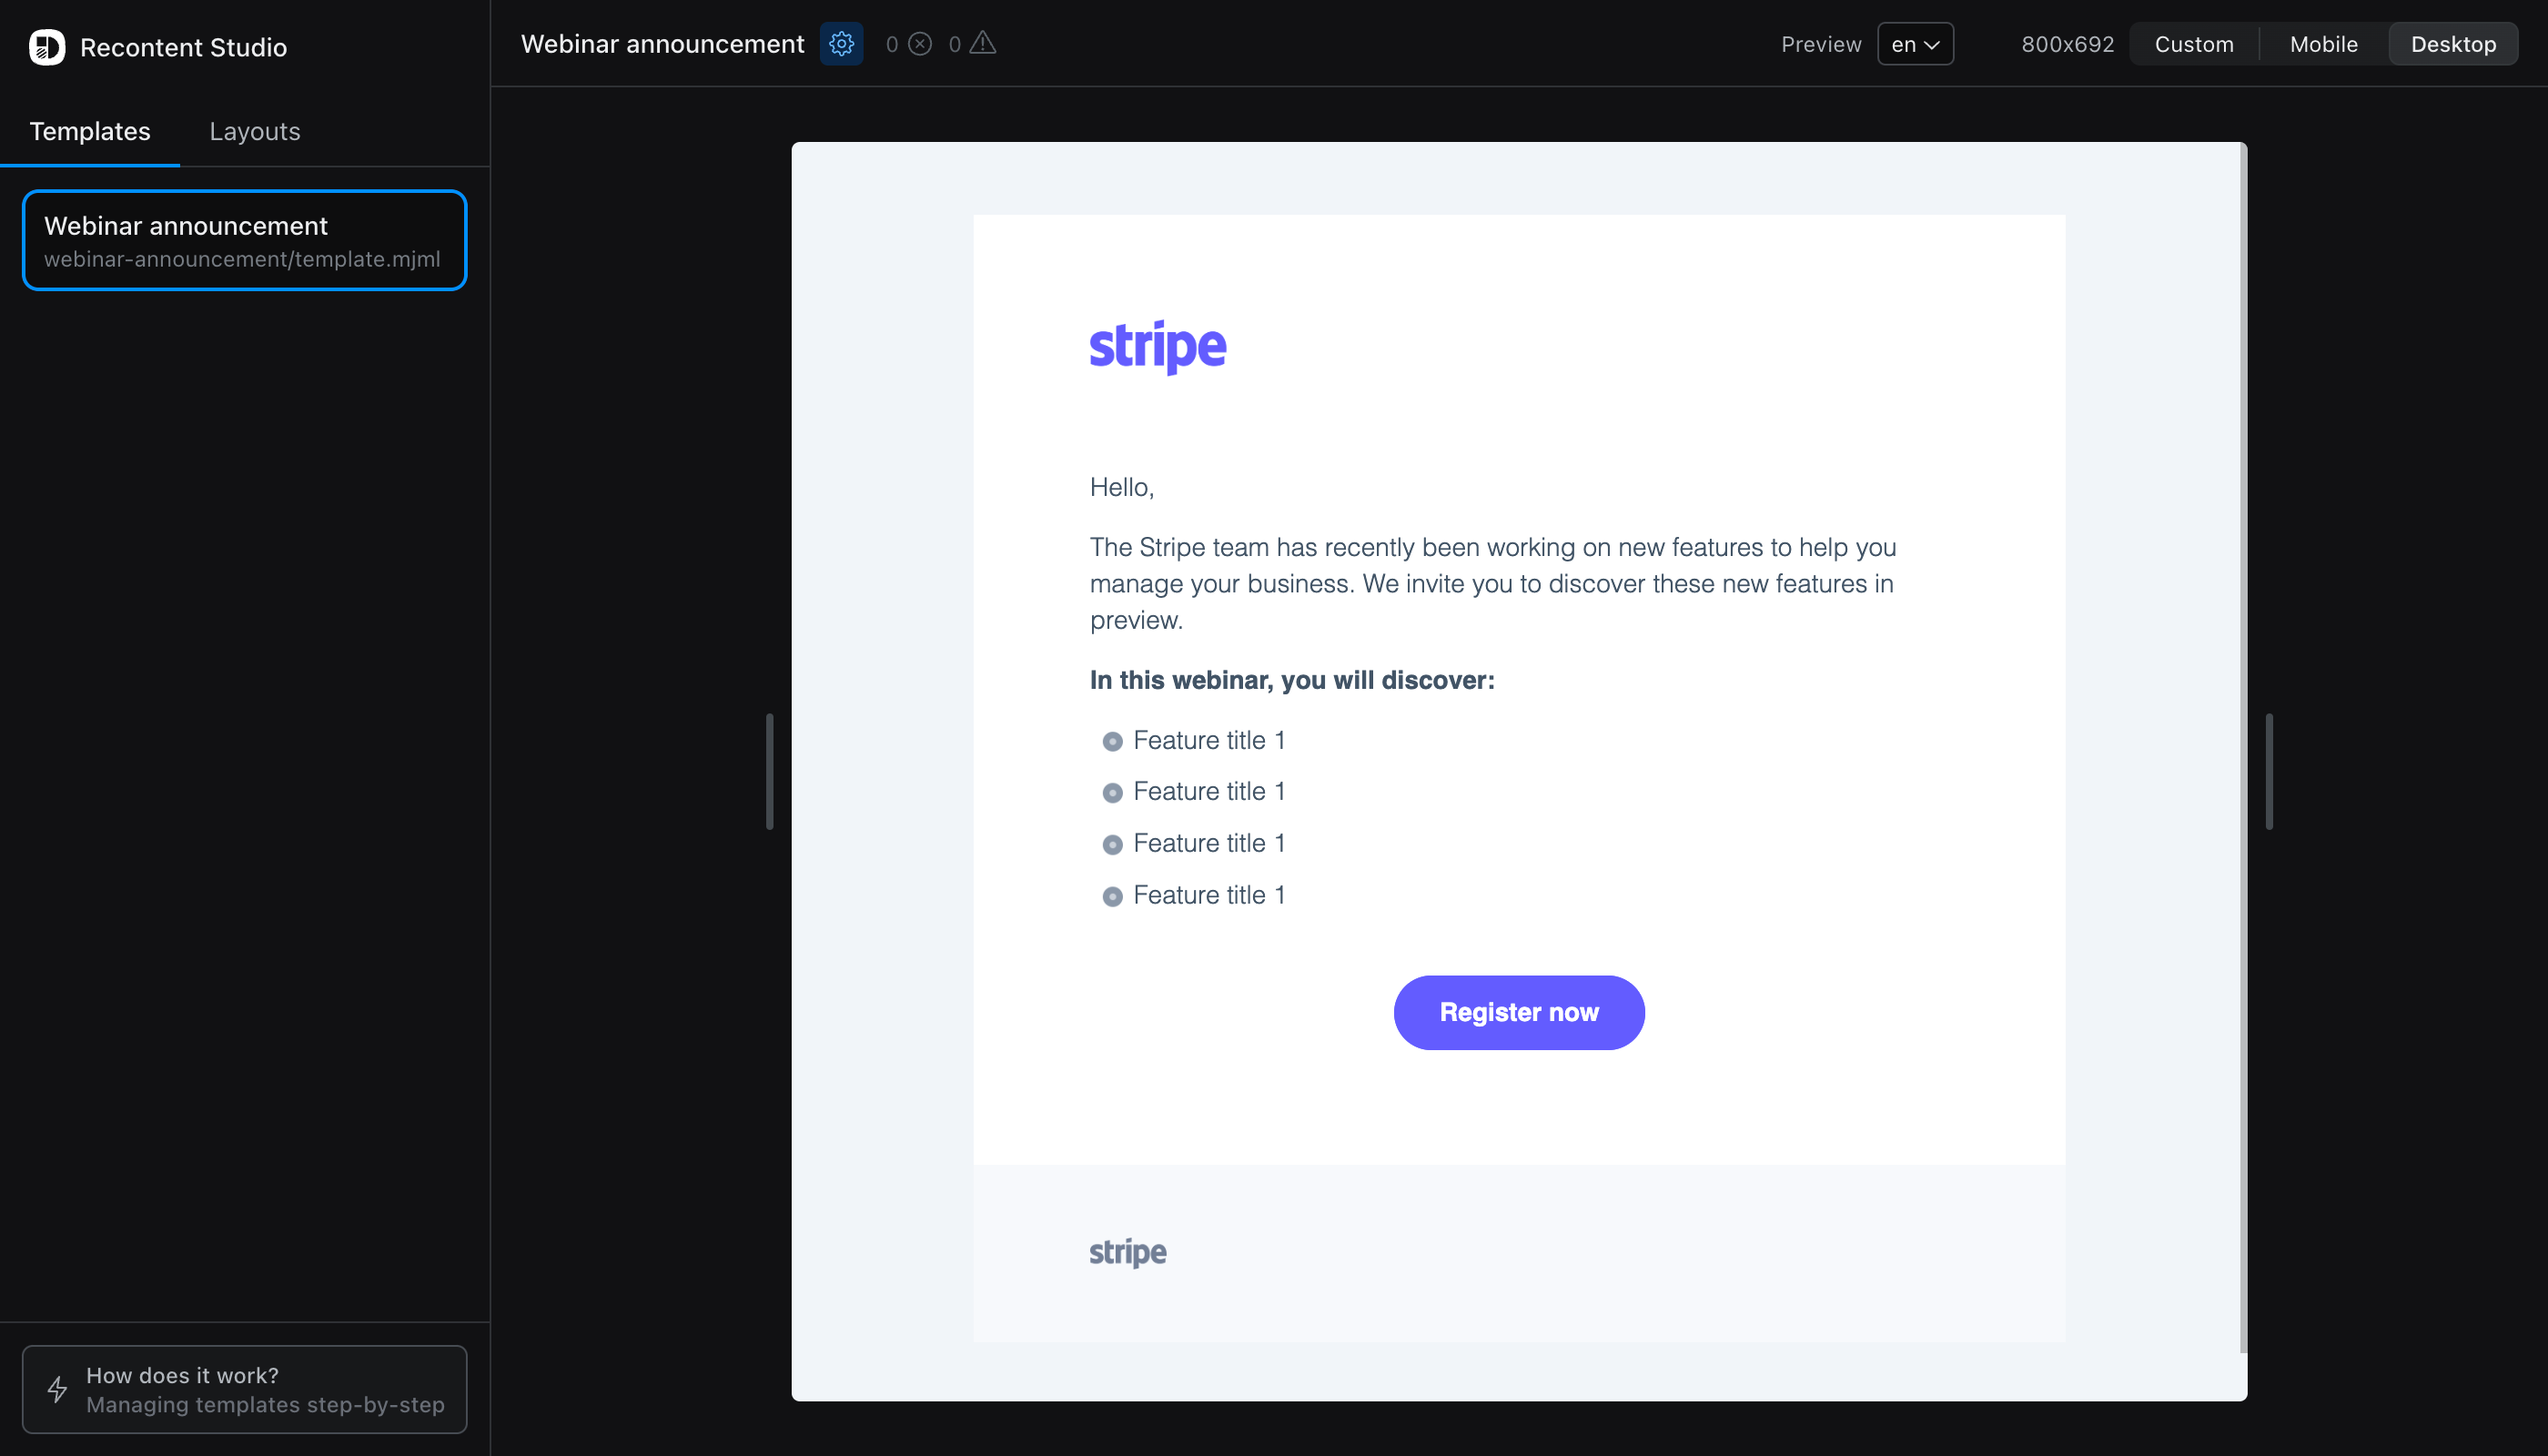 Recontent Studio
Templates
Layouts
Webinar announcement
webinar-announcement/template.mjml
How does it work?
Managing templates step-by-step
Webinar announcement
0
0
Preview
en
800x692
Custom
Mobile
Desktop
stripe
Hello,
The Stripe team has recently been working on new features to help you
manage your business. We invite you to discover these new features in
preview.
In this webinar, you will discover:
Feature title 1
Feature title 1
Feature title 1
Feature title 1
Register now
stripe